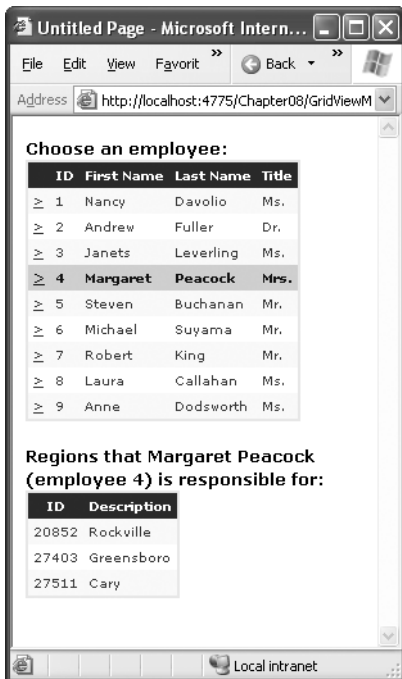 Untitled Page - Microsoft Intern...
File Edit View Favorit » Back »
Address http://localhost:4775/Chapter08/GridViewM
Choose an employee:
ID First Name Last Name Title
> 1 Nancy Davolio Ms.
> 2 Andrew Fuller Dr.
> 3 Janets Leverling Ms.
> 4 Margaret Peacock Mrs.
> 5 Steven Buchanan Mr.
> 6 Michael Suyama Mr.
> 7 Robert King Mr.
> 8 Laura Callahan Ms.
> 9 Anne Dodsworth Ms.
Regions that Margaret Peacock
(employee 4) is responsible for:
ID Description
20852 Rockville
27403 Greensboro
27511 Cary
Local intranet